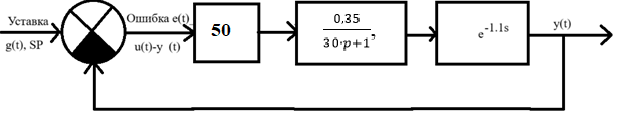 Уставка
g(t), SP
Ошибка e(t)
u(t)-y (t)
50
0,35
30·p+1,
e-1.1s
y(t)